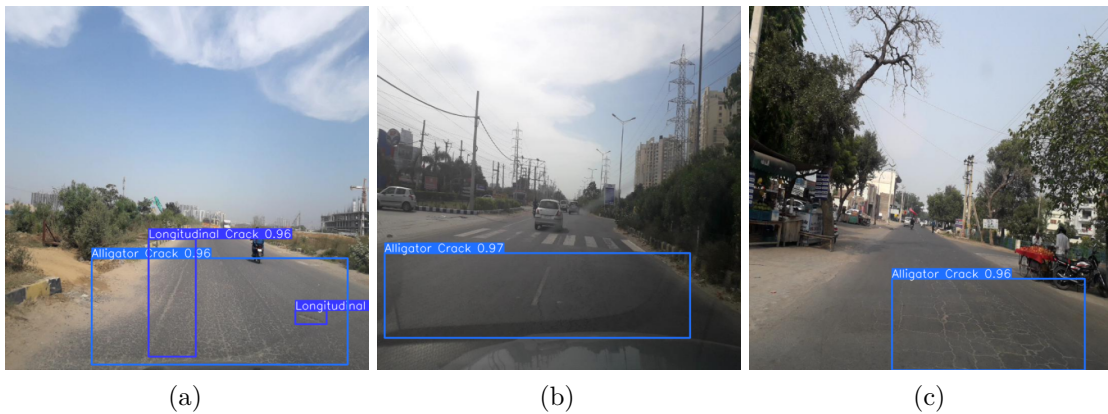 Longitudinal Crack 0.96
Alligator Crack 0.96
Longitudinal
Alligator Crack 0.97
Alligator Crack 0.96
(a)
(b)
(c)